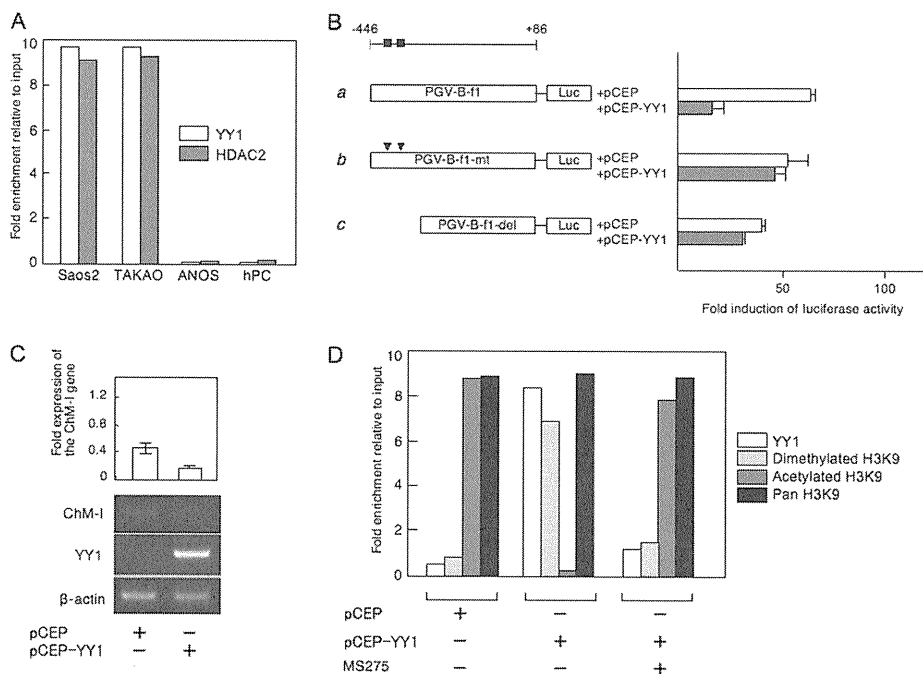 A
Fold enrichment relative to input
10
8
6
4
2
0
YY1
HDAC2
Saos2 TAKAO ANOS hPC
B
-446 +86
a PGV-B-f1 Luc +pCEP
+pCEP-YY1
b PGV-B-f1-mt Luc +pCEP
+pCEP-YY1
c PGV-B-f1-del Luc +pCEP
+pCEP-YY1
50 100
Fold induction of luciferase activity
C
Fold expression of
the ChM-I gene
1.2
0.8
0.4
0
ChM-I
YY1
β-actin
pCEP + −
pCEP-YY1 − +
D
Fold enrichment relative to input
10
8
6
4
2
0
YY1
Dimethylated H3K9
Acetylated H3K9
Pan H3K9
pCEP + − −
pCEP-YY1 − + +
MS275 − − +